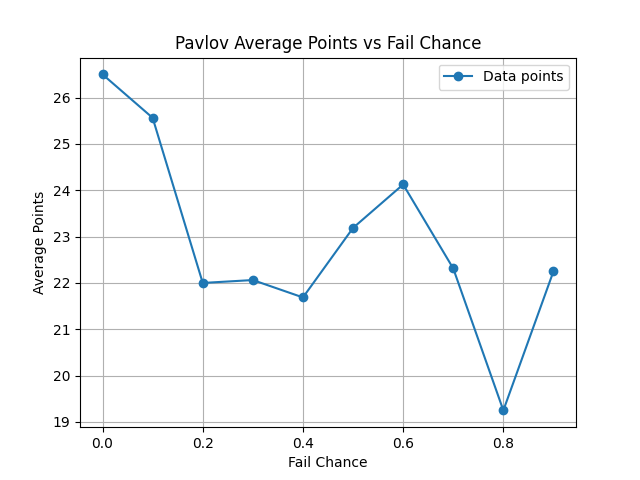 Pavlov Average Points vs Fail Chance
Data points
Average Points
26
25
24
23
22
21
20
19
0.0 0.2 0.4 0.6 0.8
Fail Chance